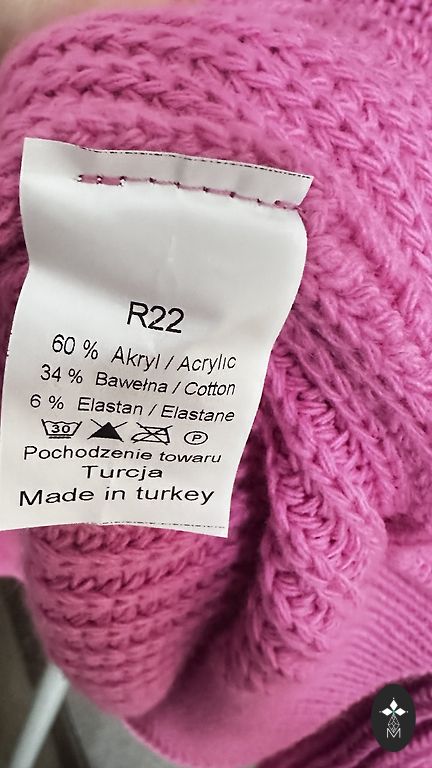 R22
60 % Akryl / Acrylic
34 % Bawełna / Cotton
6 % Elastan / Elastane
30 P
Pochodzenie towaru
Turcja
Made in turkey
M